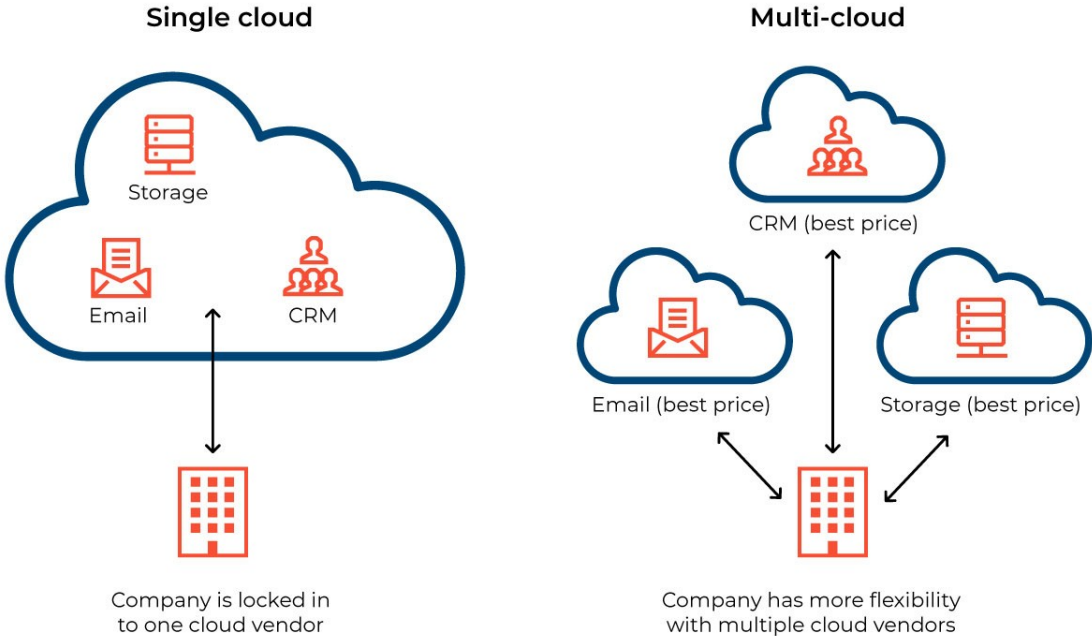 Single cloud
Storage
Email
CRM
Company is locked in
to one cloud vendor
Multi-cloud
CRM (best price)
Email (best price)
Storage (best price)
Company has more flexibility
with multiple cloud vendors